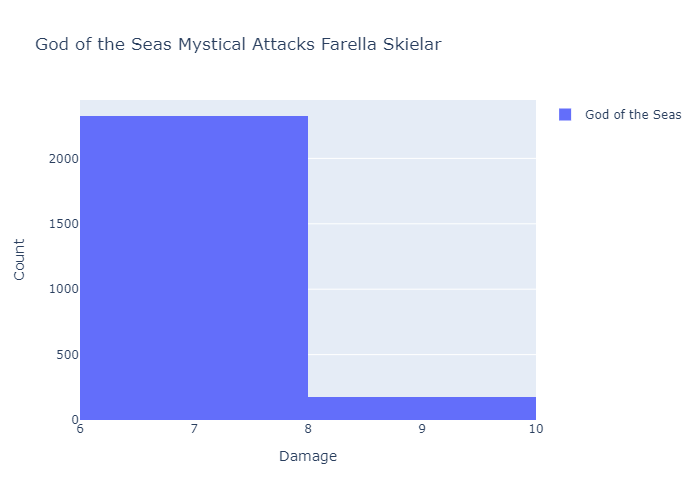 God of the Seas Mystical Attacks Farella Skielar
God of the Seas
2000
1500
1000
500
0
6
7
8
9
10
Count
Damage